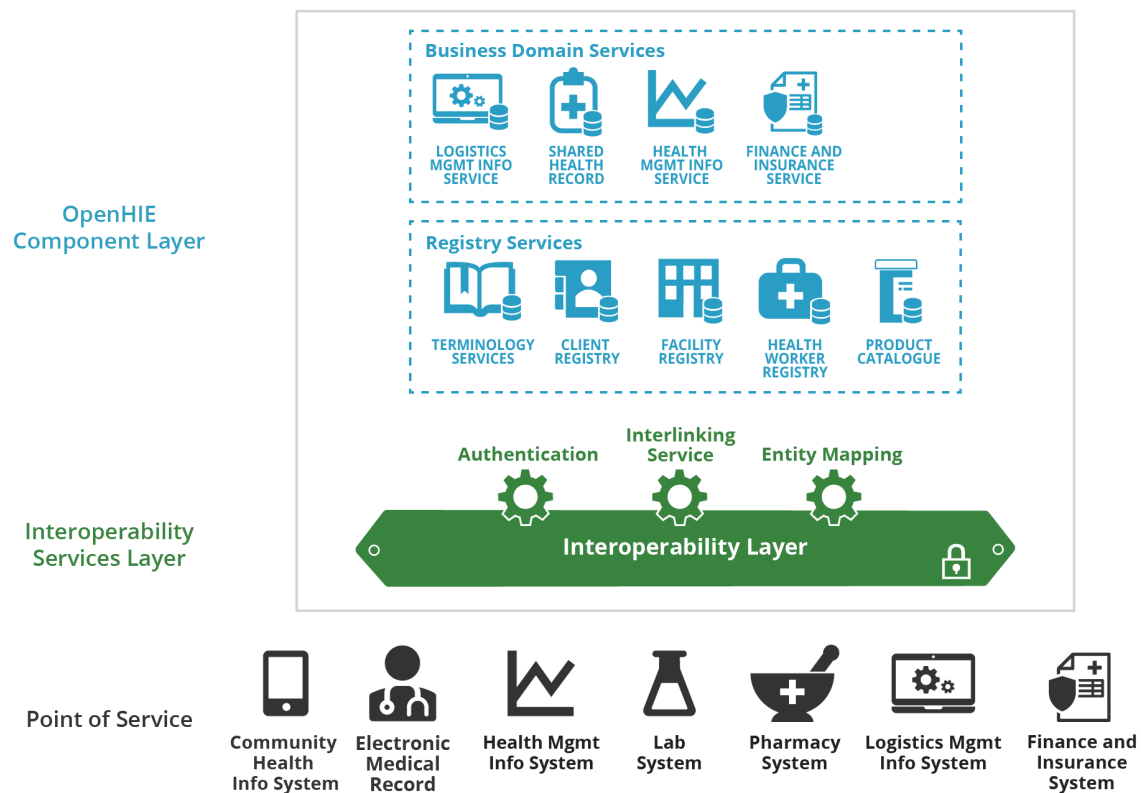 Business Domain Services
LOGISTICS
MGMT INFO
SERVICE
SHARED
HEALTH
RECORD
HEALTH
MGMT INFO
SERVICE
FINANCE AND
INSURANCE
SERVICE
OpenHIE
Component Layer
Registry Services
TERMINOLOGY
SERVICES
CLIENT
REGISTRY
FACILITY
REGISTRY
HEALTH
WORKER
REGISTRY
PRODUCT
CATALOGUE
Authentication
Interlinking
Service
Entity Mapping
Interoperability
Services Layer
Interoperability Layer
Point of Service
Community
Health
Info System
Electronic
Medical
Record
Health Mgmt
Info System
Lab
System
Pharmacy
System
Logistics Mgmt
Info System
Finance and
Insurance
System